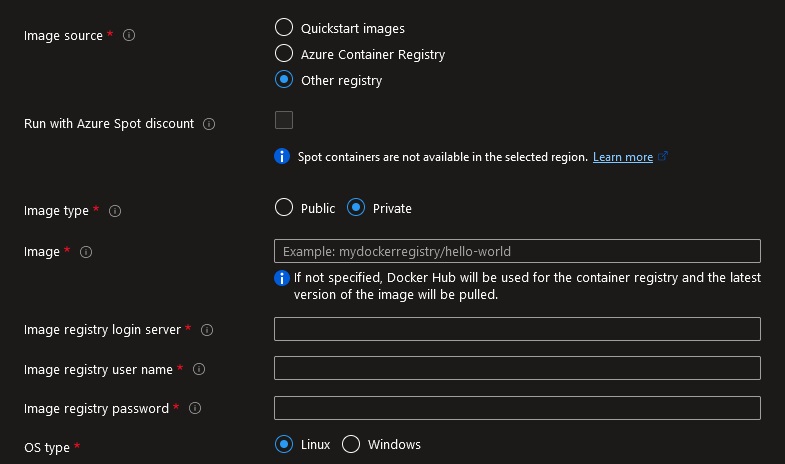 Image source * Quickstart images
Azure Container Registry
Other registry
Run with Azure Spot discount
Spot containers are not available in the selected region. Learn more
Image type * Public Private
Image * Example: mydockerregistry/hello-world
If not specified, Docker Hub will be used for the container registry and the latest
version of the image will be pulled.
Image registry login server *
Image registry user name *
Image registry password *
OS type * Linux Windows